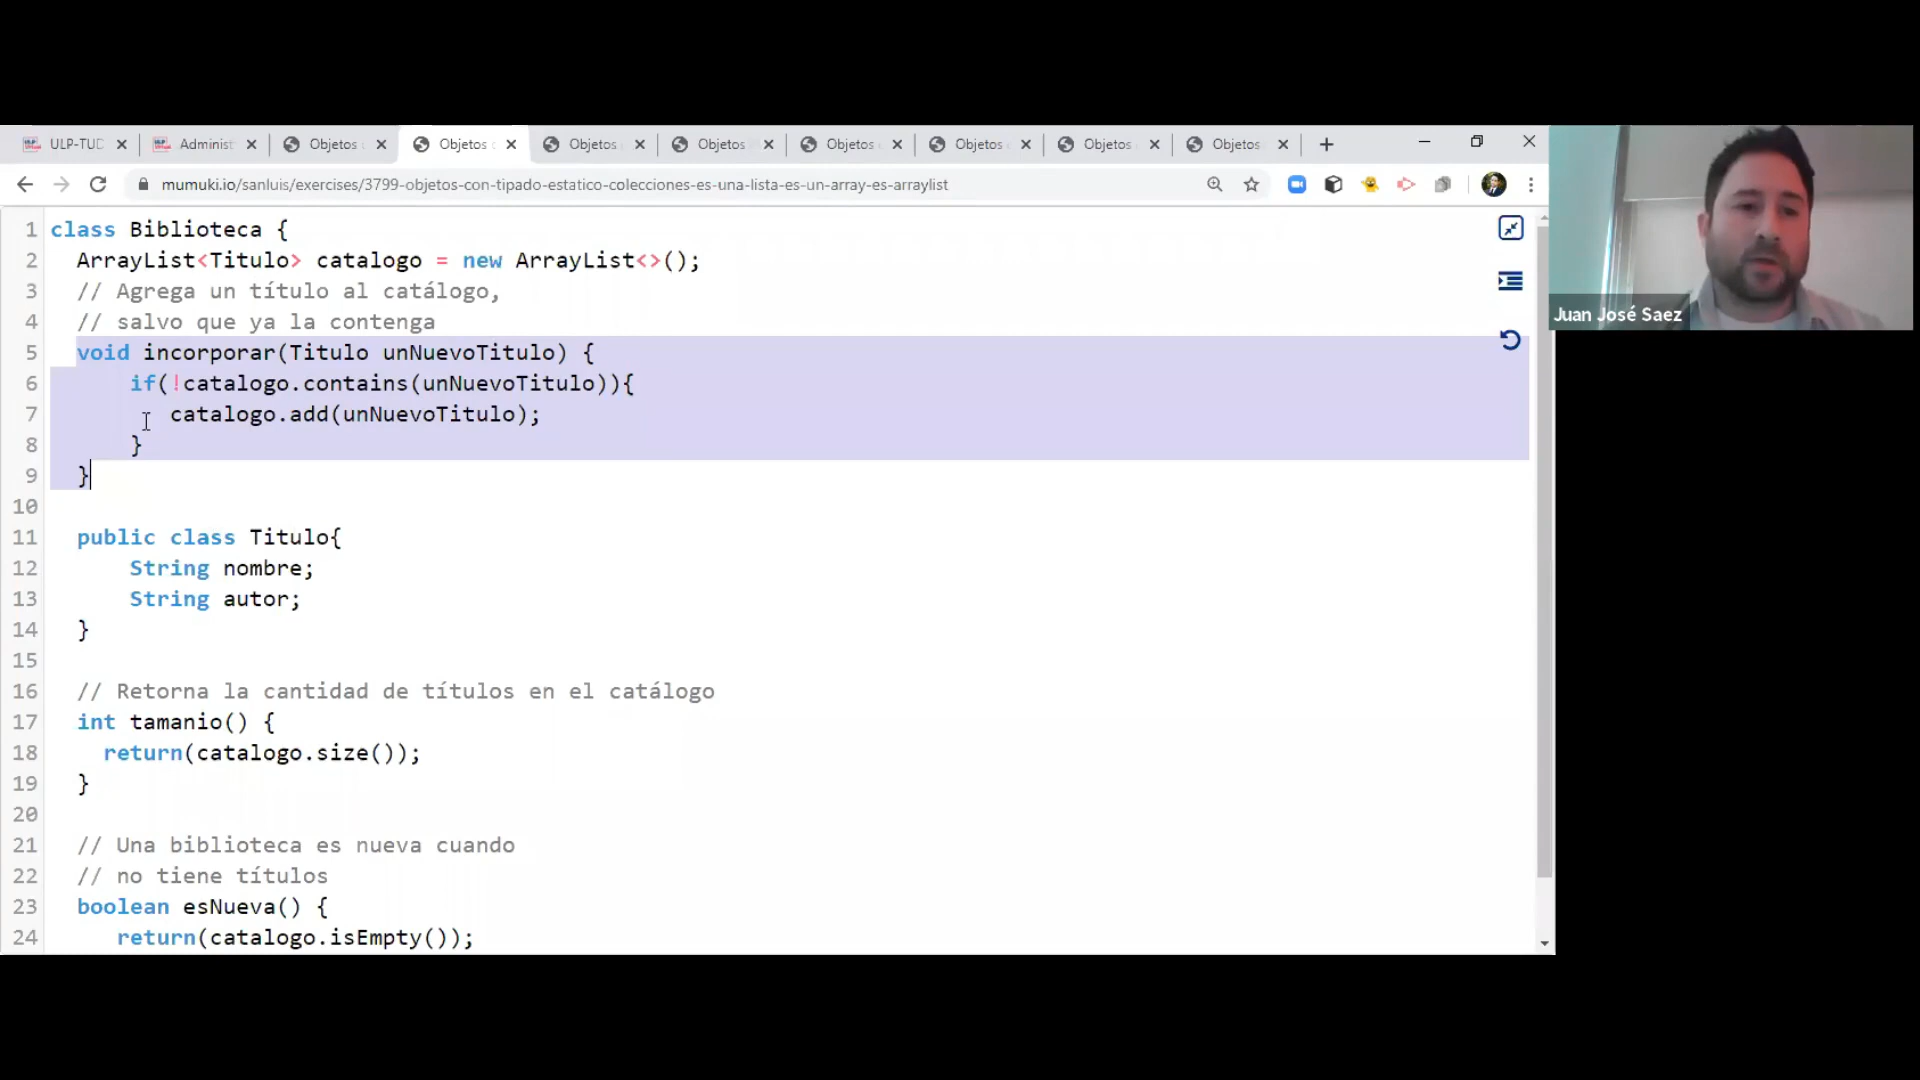 ULP-TUD
Administ
Objetos
Objetos c
Objetos
Objetos
Objetos
Objetos
Objetos
Objetos
mumuki.io/sanluis/exercises/3799-objetos-con-tipado-estatico-colecciones-es-una-lista-es-un-array-es-arraylist
1 class Biblioteca {
2 ArrayList<Titulo> catalogo = new ArrayList<>();
3 // Agrega un título al catálogo,
4 // salvo que ya la contenga
5 void incorporar(Titulo unNuevoTitulo) {
6 if(!catalogo.contains(unNuevoTitulo)){
7 catalogo.add(unNuevoTitulo);
8 }
9 }
10
11 public class Titulo{
12 String nombre;
13 String autor;
14 }
15
16 // Retorna la cantidad de títulos en el catálogo
17 int tamanio() {
18 return(catalogo.size());
19 }
20
21 // Una biblioteca es nueva cuando
22 // no tiene títulos
23 boolean esNueva() {
24 return(catalogo.isEmpty());
Juan José Saez